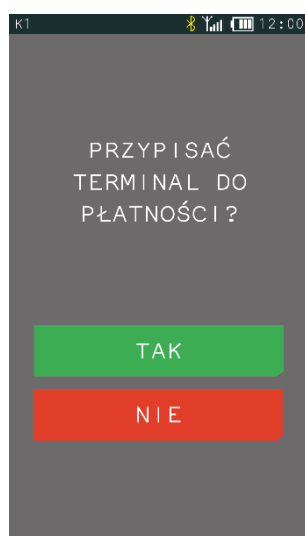 K1 12:00
PRZYPISAĆ
TERMINAL DO
PŁATNOŚCI?
TAK
NIE